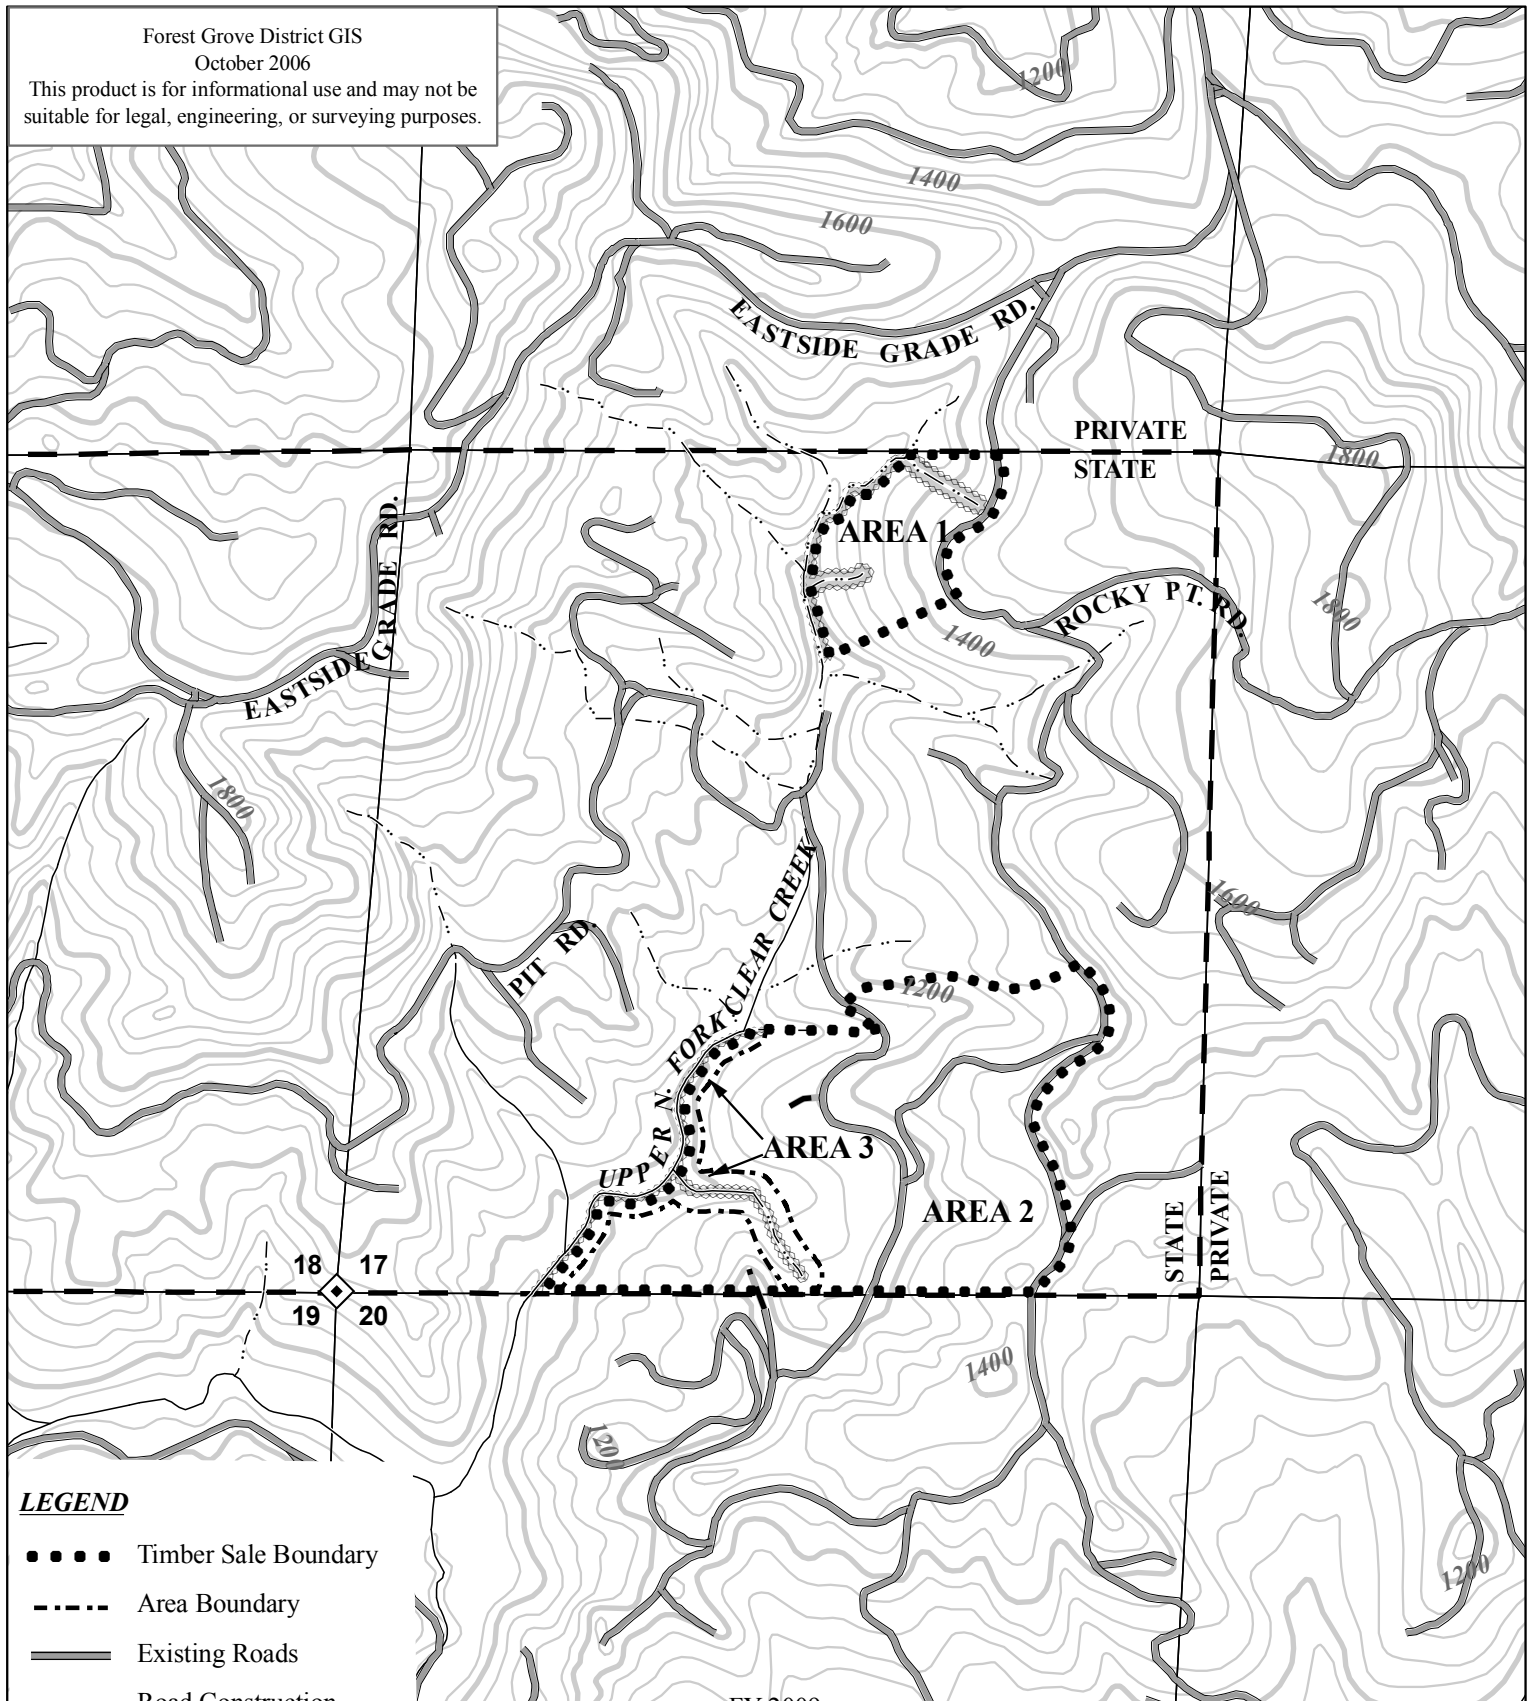 Forest Grove District GIS
October 2006
This product is for informational use and may not be
suitable for legal, engineering, or surveying purposes.
1200
1400
1600
EASTSIDE GRADE RD.
PRIVATE
STATE
1800
AREA 1
EASTSIDE GRADE RD.
ROCKY PT. RD.
1800
1400
1800
1600
PIT RD.
UPPER N. FORK CLEAR CREEK
1200
AREA 3
AREA 2
STATE
PRIVATE
18 17
19 20
1400
1200
1200
LEGEND
Timber Sale Boundary
Area Boundary
Existing Roads
Road Construction